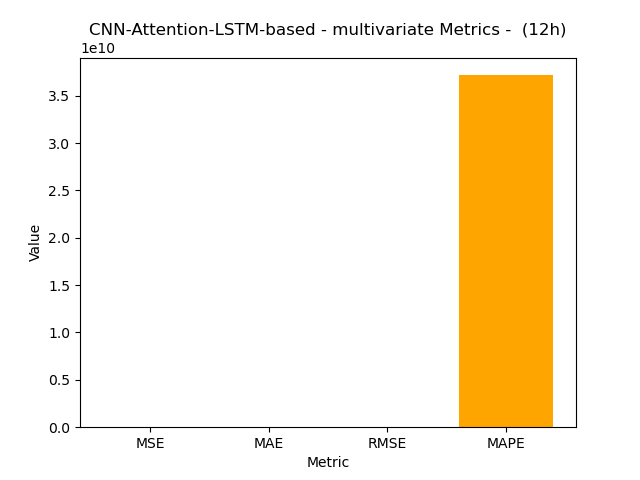 CNN-Attention-LSTM-based - multivariate Metrics -  (12h)
1e10
3.5
3.0
2.5
2.0
1.5
1.0
0.5
0.0
Value
MSE MAE RMSE MAPE
Metric